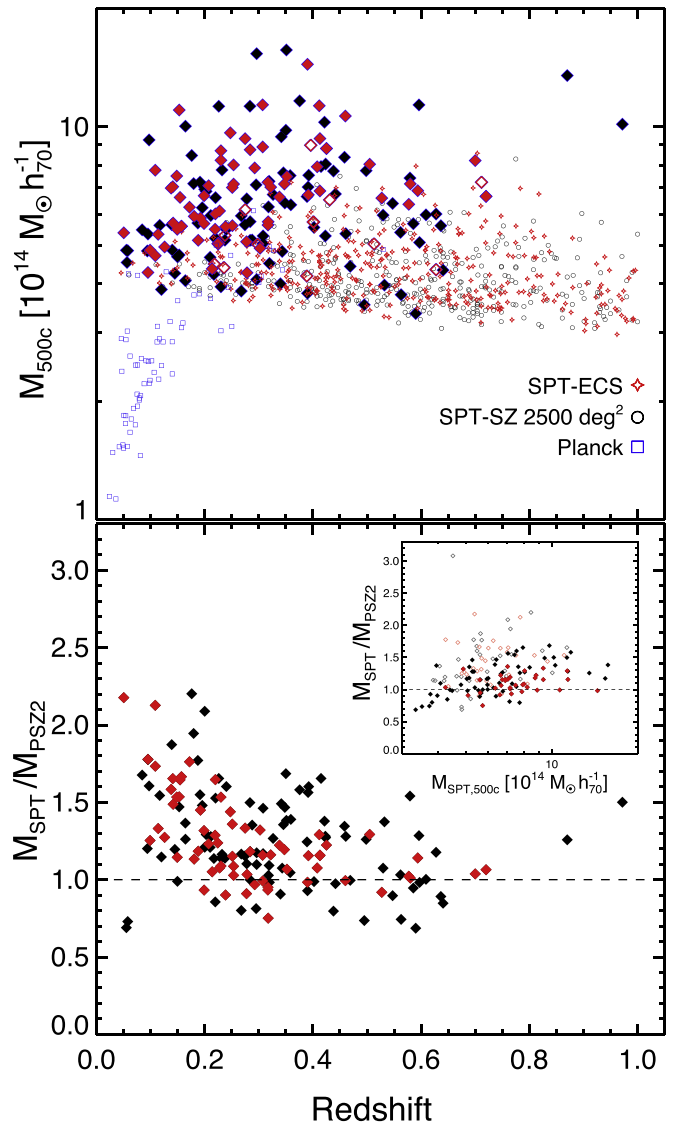 10
M500c [10^14 M⊙ h70^-1]
SPT-ECS
SPT-SZ 2500 deg^2
Planck
1
3.0
2.5
2.0
1.5
1.0
0.5
0.0
MSPT/MPSZ2
3.0
2.5
2.0
1.5
1.0
0.5
0.0
MSPT/MPSZ2
10
MSPT,500c [10^14 M⊙ h70^-1]
0.0 0.2 0.4 0.6 0.8 1.0
Redshift